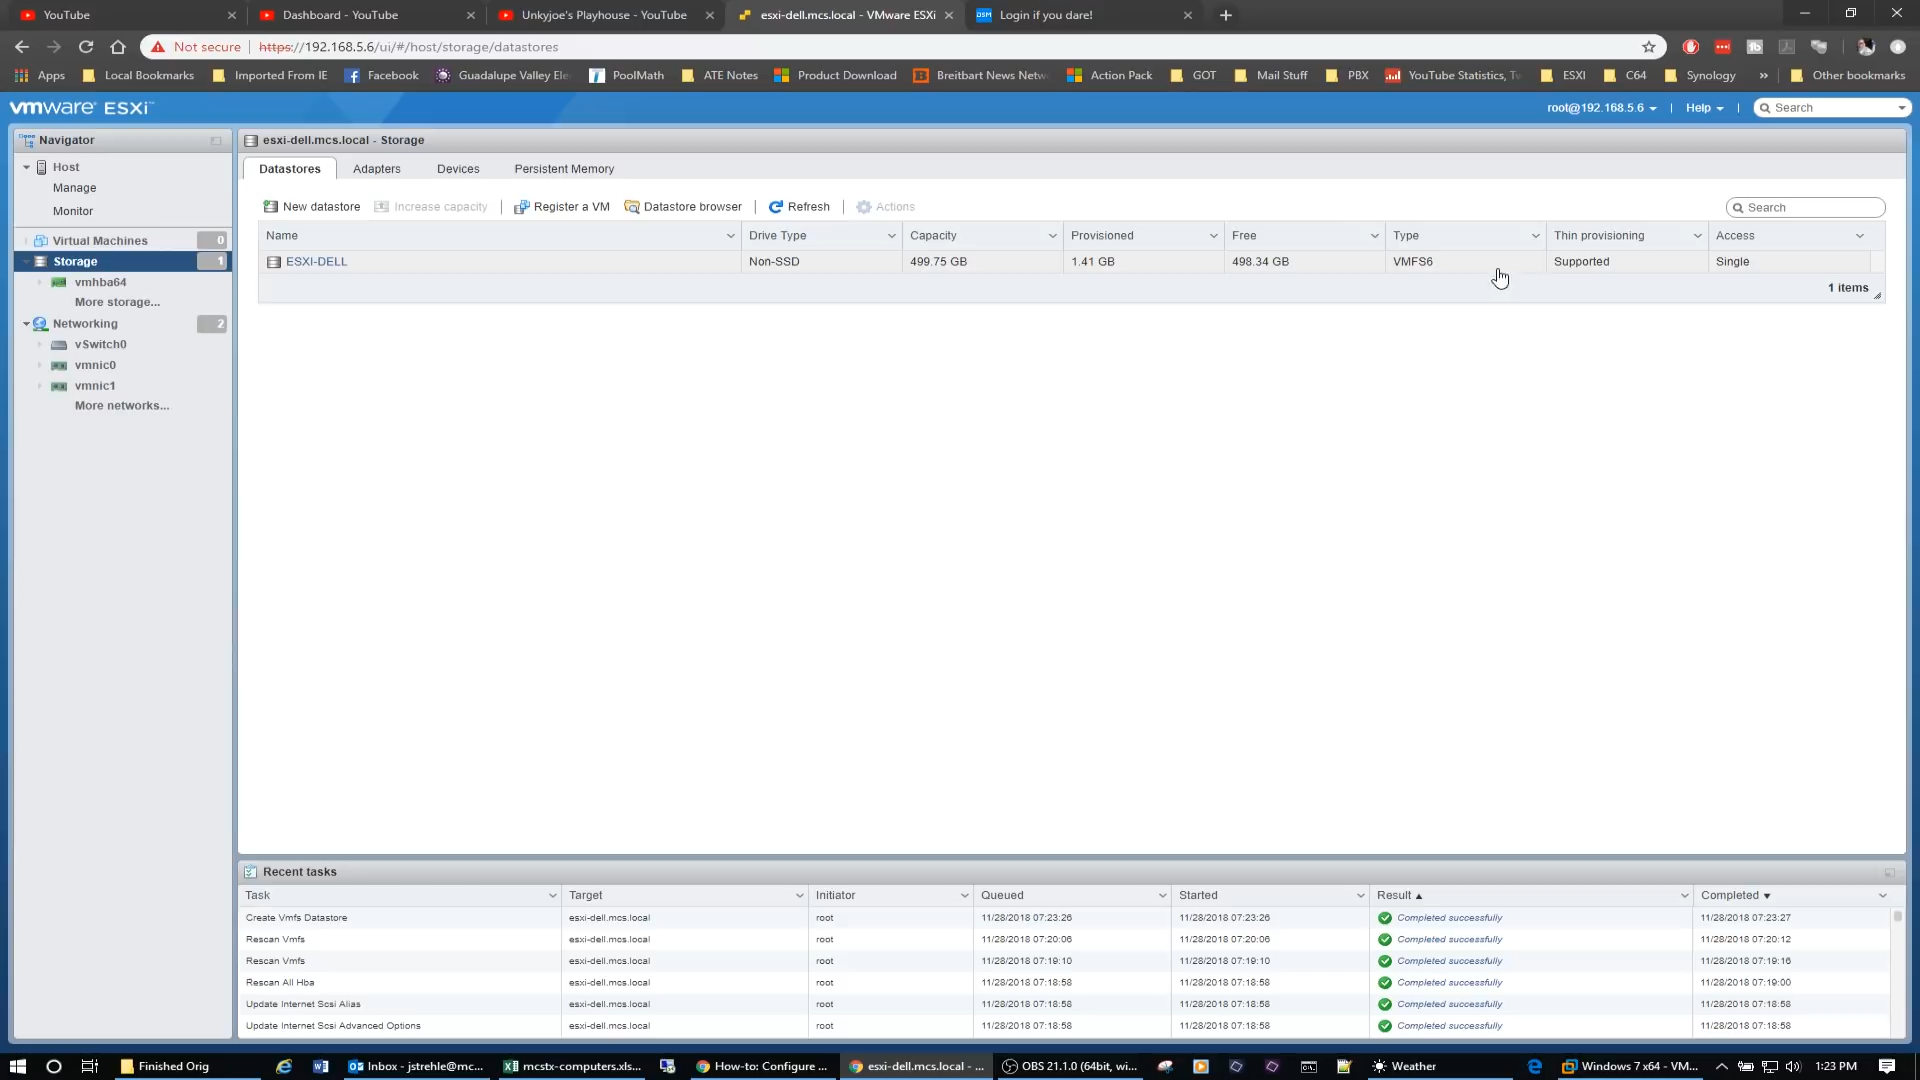 YouTube
Dashboard - YouTube
Unkyjoe's Playhouse - YouTube
esxi-dell.mcs.local - VMware ESXi
DSM Login if you dare!
Not secure | https://192.168.5.6/ui/#/host/storage/datastores
Apps Local Bookmarks Imported From IE Facebook Guadalupe Valley Ele PoolMath ATE Notes Product Download Breitbart News Netw Action Pack GOT Mail Stuff PBX YouTube Statistics, Tw ESXI C64 Synology » Other bookmarks
vmware ESXi
root@192.168.5.6 | Help | Search
Navigator
Host
Manage
Monitor
Virtual Machines 0
Storage 1
vmhba64
More storage...
Networking 2
vSwitch0
vmnic0
vmnic1
More networks...
esxi-dell.mcs.local - Storage
Datastores Adapters Devices Persistent Memory
New datastore Increase capacity | Register a VM Datastore browser | Refresh | Actions
Search
Name Drive Type Capacity Provisioned Free Type Thin provisioning Access
ESXI-DELL Non-SSD 499.75 GB 1.41 GB 498.34 GB VMFS6 Supported Single
1 items
Recent tasks
Task Target Initiator Queued Started Result Completed
Create Vmfs Datastore esxi-dell.mcs.local root 11/28/2018 07:23:26 11/28/2018 07:23:26 Completed successfully 11/28/2018 07:23:27
Rescan Vmfs esxi-dell.mcs.local root 11/28/2018 07:20:06 11/28/2018 07:20:06 Completed successfully 11/28/2018 07:20:12
Rescan Vmfs esxi-dell.mcs.local root 11/28/2018 07:19:10 11/28/2018 07:19:10 Completed successfully 11/28/2018 07:19:16
Rescan All Hba esxi-dell.mcs.local root 11/28/2018 07:18:58 11/28/2018 07:18:58 Completed successfully 11/28/2018 07:19:00
Update Internet Scsi Alias esxi-dell.mcs.local root 11/28/2018 07:18:58 11/28/2018 07:18:58 Completed successfully 11/28/2018 07:18:58
Update Internet Scsi Advanced Options esxi-dell.mcs.local root 11/28/2018 07:18:58 11/28/2018 07:18:58 Completed successfully 11/28/2018 07:18:58
Finished Orig Inbox - jstrehle@mc... mcstx-computers.xls... How-to: Configure ... esxi-dell.mcs.local - ... OBS 21.1.0 (64bit, wi... Weather Windows 7 x64 - VM... 1:23 PM